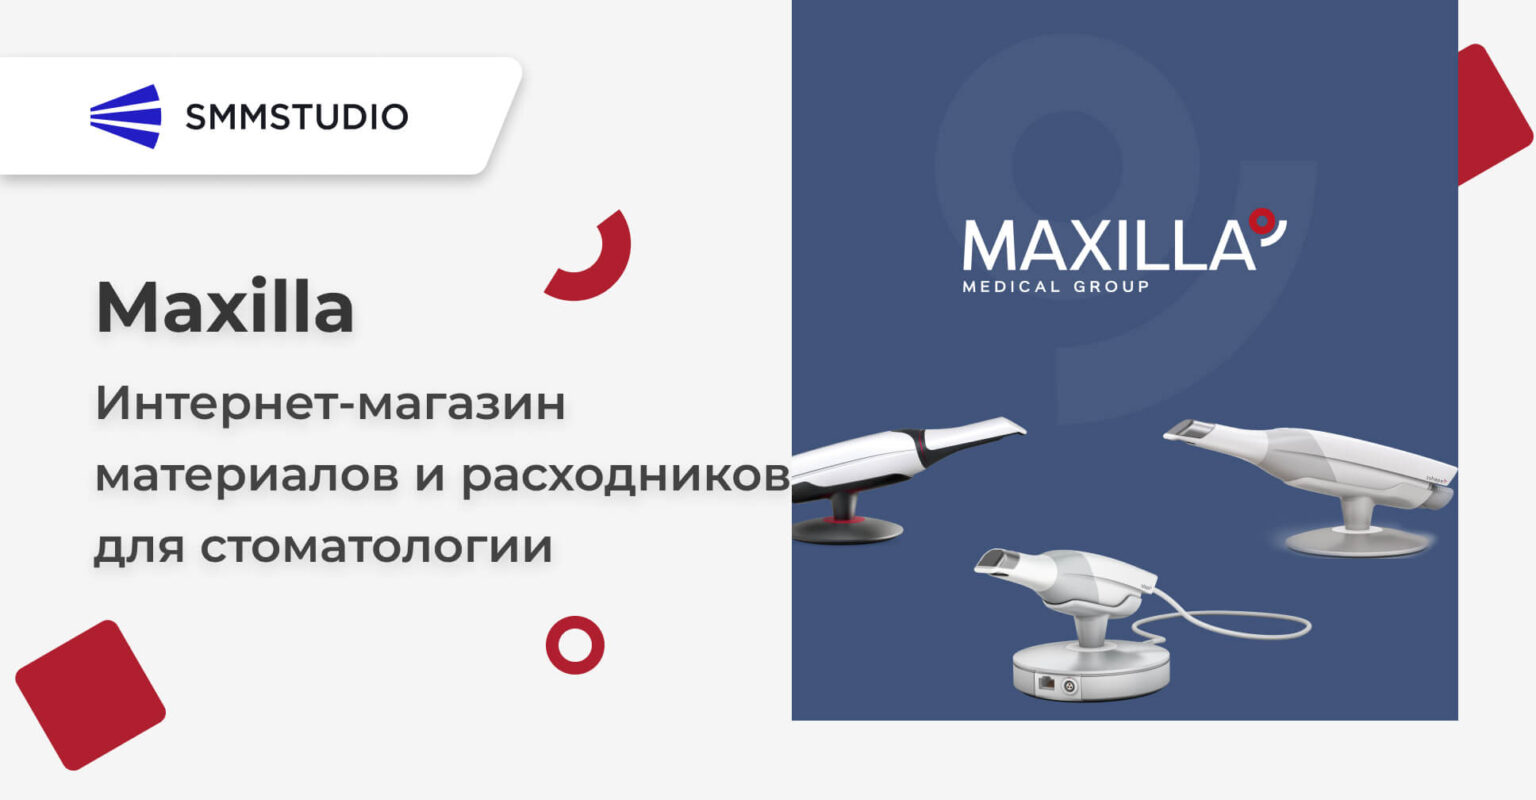 SMMSTUDIO
Maxilla
Интернет-магазин
материалов и расходников
для стоматологии
MAXILLA
MEDICAL GROUP